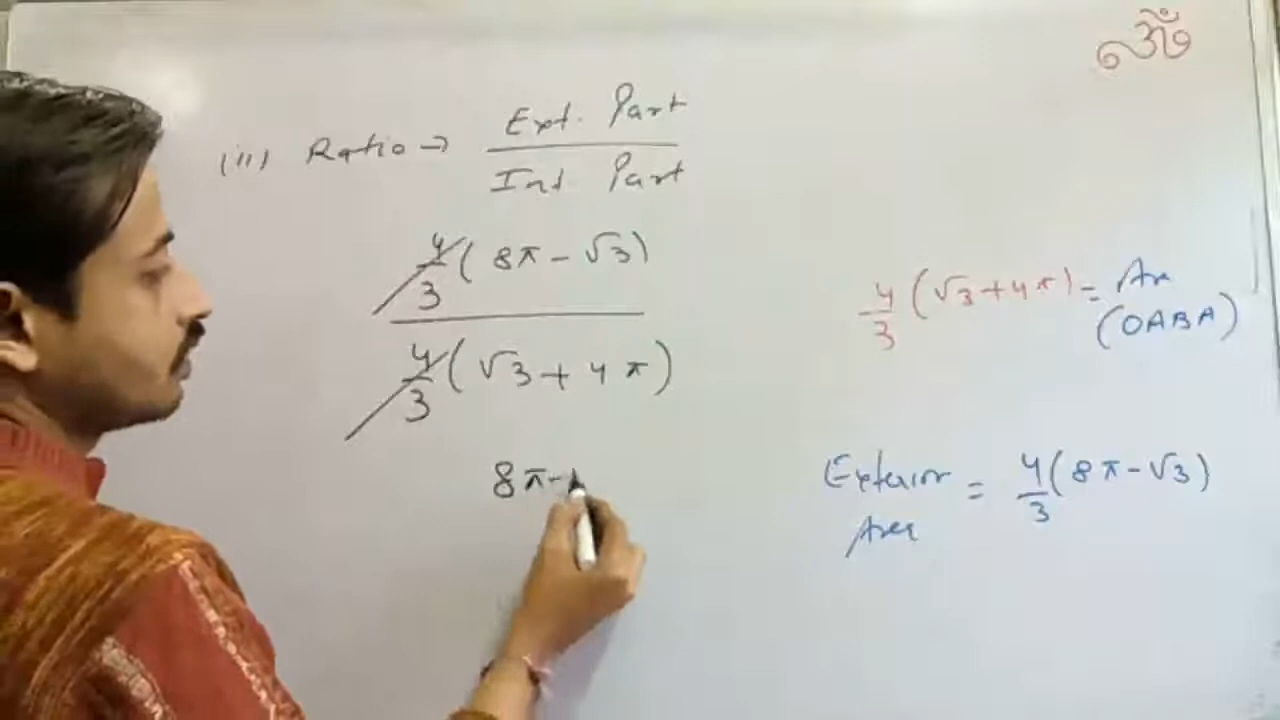 ॐ
(ii) Ratio → Ext. Part / Int. Part
4/3 (8π - √3)
4/3 (√3 + 4π)
8π -
4/3 (√3 + 4π) = Ar (OABA)
Exterior Area = 4/3 (8π - √3)